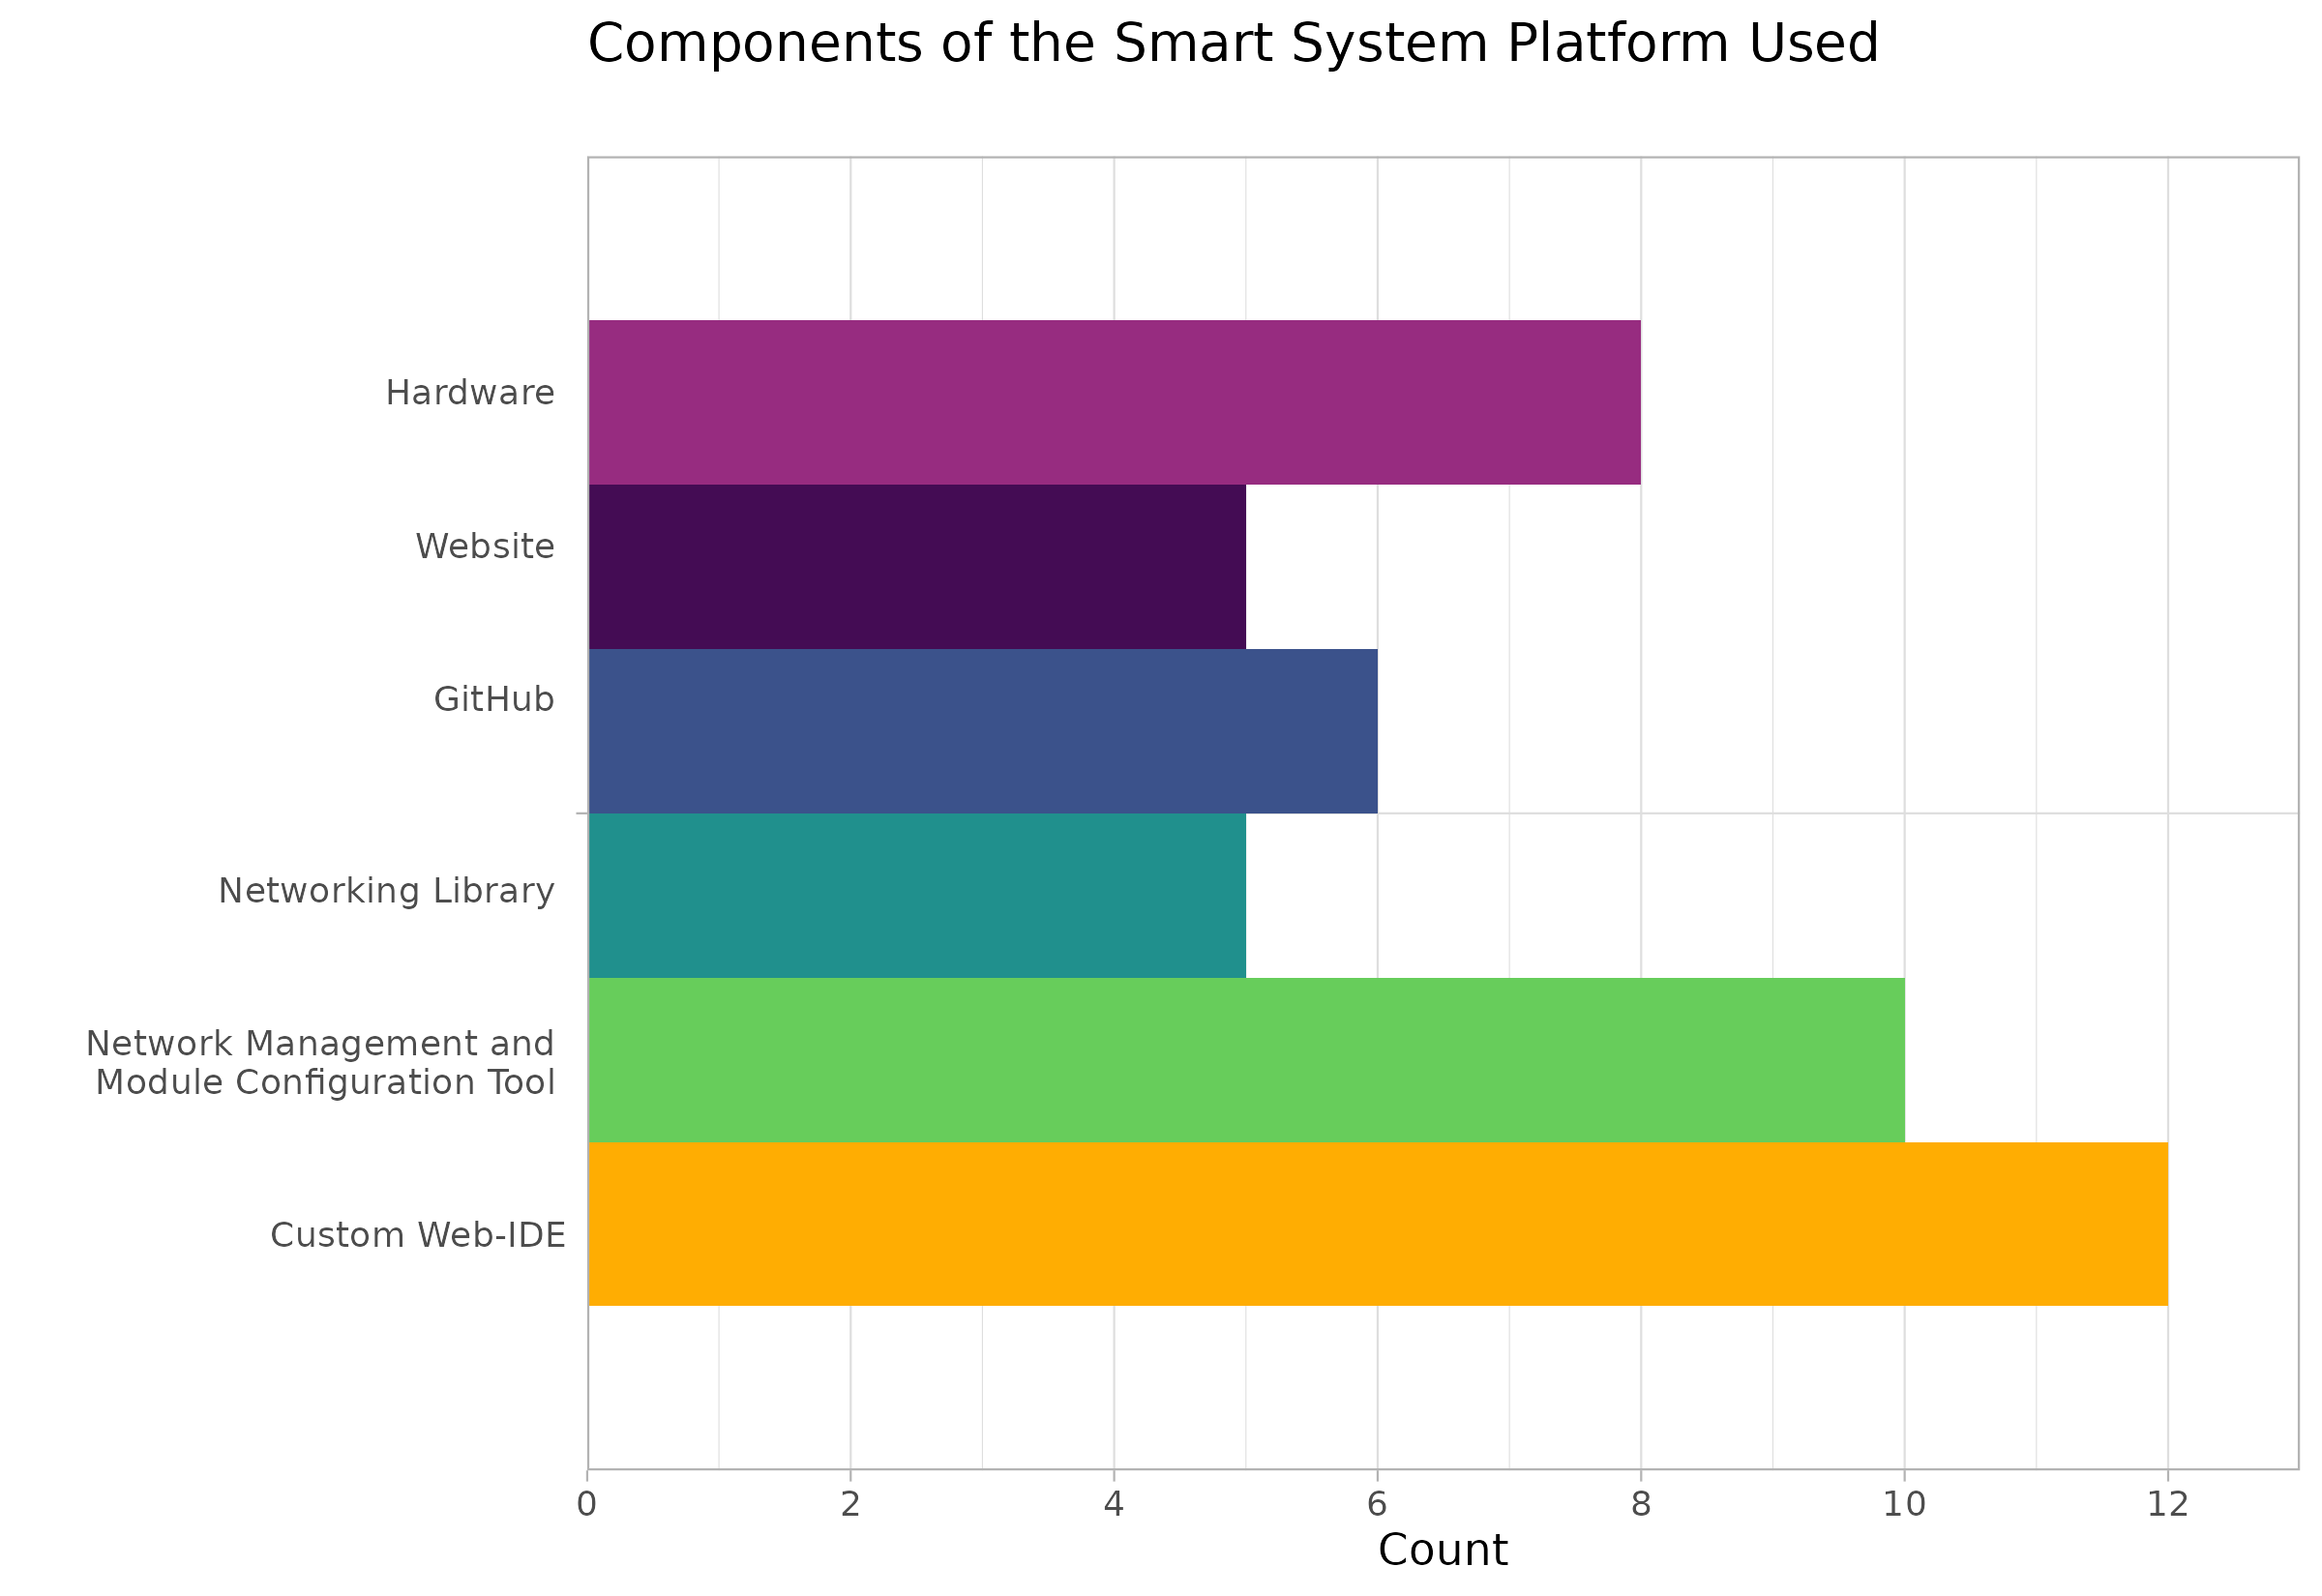 Components of the Smart System Platform Used
Hardware
Website
GitHub
Networking Library
Network Management and
Module Configuration Tool
Custom Web-IDE
0 2 4 6 8 10 12
Count